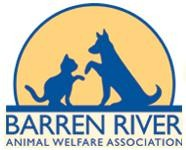 BARREN RIVER
ANIMAL WELFARE ASSOCIATION